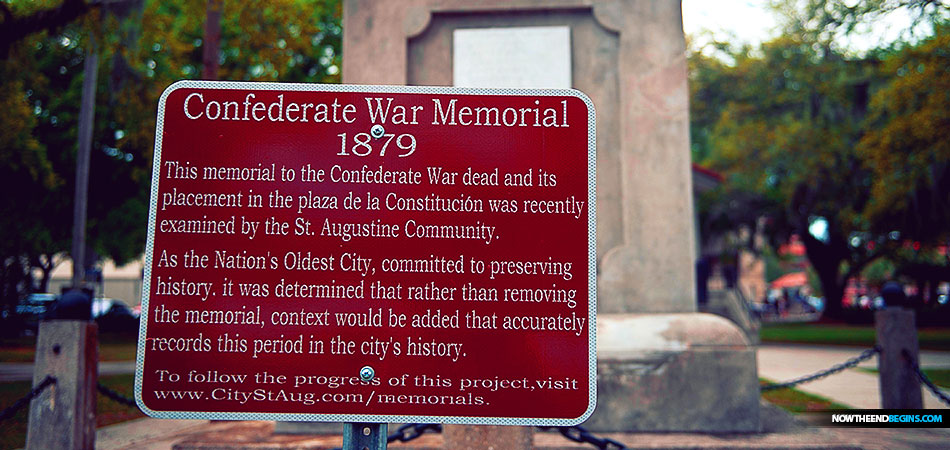 Confederate War Memorial
1879
This memorial to the Confederate War dead and its
placement in the plaza de la Constitución was recently
examined by the St. Augustine Community.
As the Nation's Oldest City, committed to preserving
history. it was determined that rather than removing
the memorial, context would be added that accurately
records this period in the city's history.
To follow the progress of this project,visit
www.CityStAug.com/memorials.
NOWTHEENDBEGINS.COM